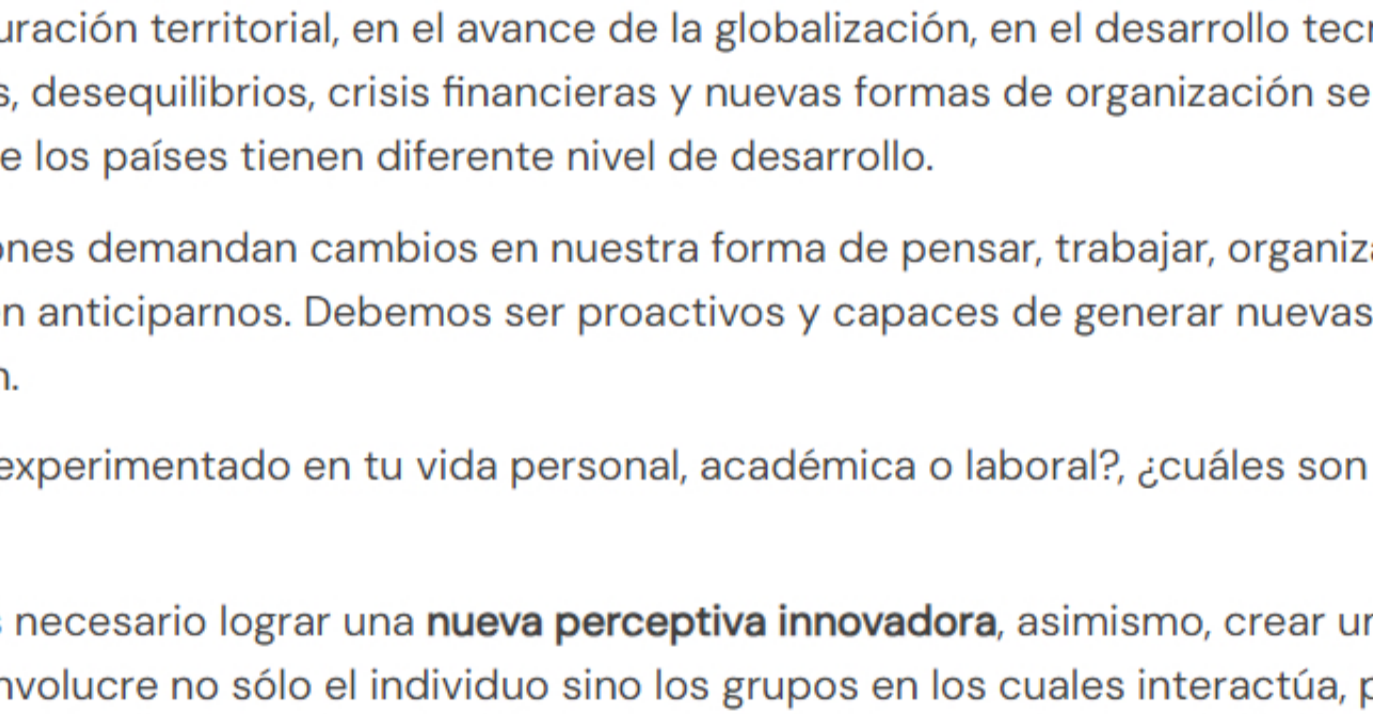 uración territorial, en el avance de la globalización, en el desarrollo tecn
s, desequilibrios, crisis financieras y nuevas formas de organización se
e los países tienen diferente nivel de desarrollo.
ones demandan cambios en nuestra forma de pensar, trabajar, organiza
n anticiparnos. Debemos ser proactivos y capaces de generar nuevas
n.
experimentado en tu vida personal, académica o laboral?, ¿cuáles son
s necesario lograr una nueva perceptiva innovadora, asimismo, crear un
nvolucre no sólo el individuo sino los grupos en los cuales interactúa, p